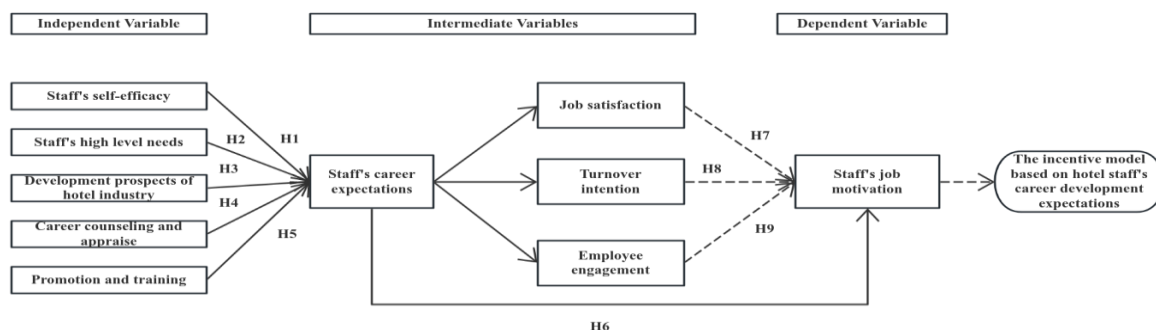 Independent Variable
Intermediate Variables
Dependent Variable
Staff's self-efficacy
Staff's high level needs
Development prospects of
hotel industry
Career counseling and
appraise
Promotion and training
H1
H2
H3
H4
H5
Staff's career
expectations
Job satisfaction
Turnover
intention
Employee
engagement
H7
H8
H9
Staff's job
motivation
The incentive model
based on hotel staff's
career development
expectations
H6